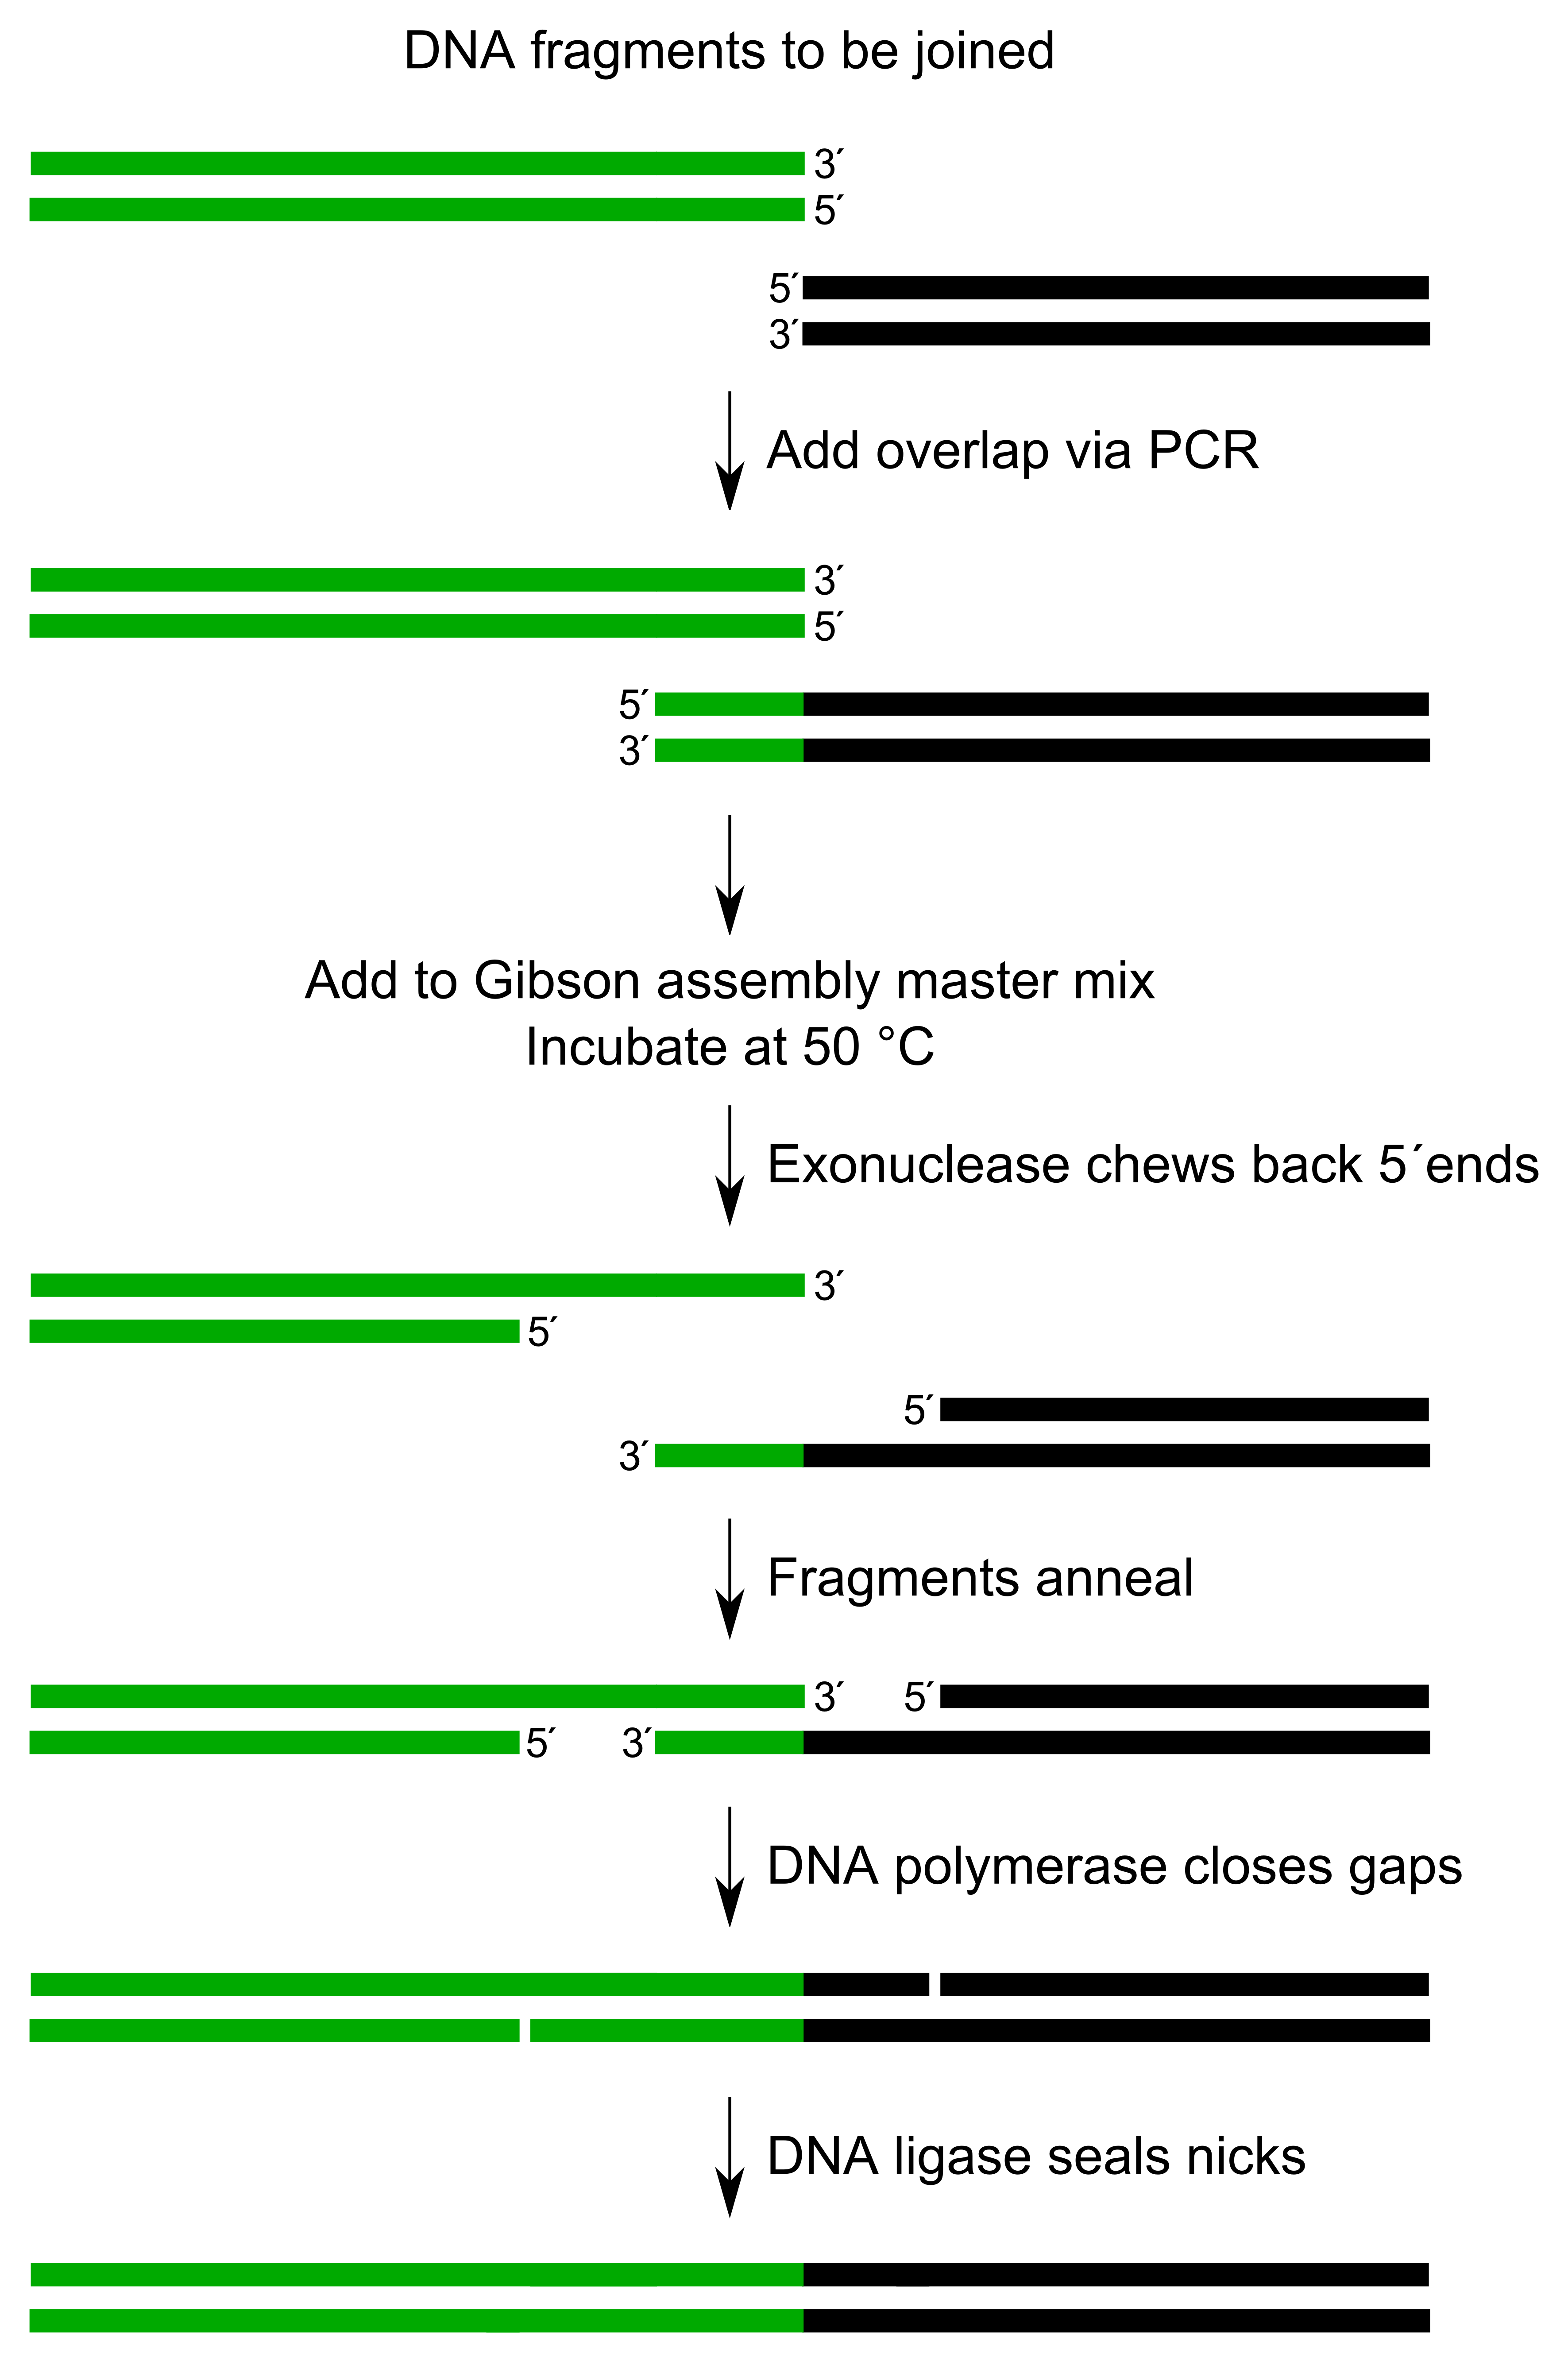 DNA fragments to be joined
3´
5´
5´
3´
Add overlap via PCR
3´
5´
5´
3´
Add to Gibson assembly master mix
Incubate at 50 °C
Exonuclease chews back 5´ends
3´
5´
5´
3´
Fragments anneal
3´ 5´
5´ 3´
DNA polymerase closes gaps
DNA ligase seals nicks